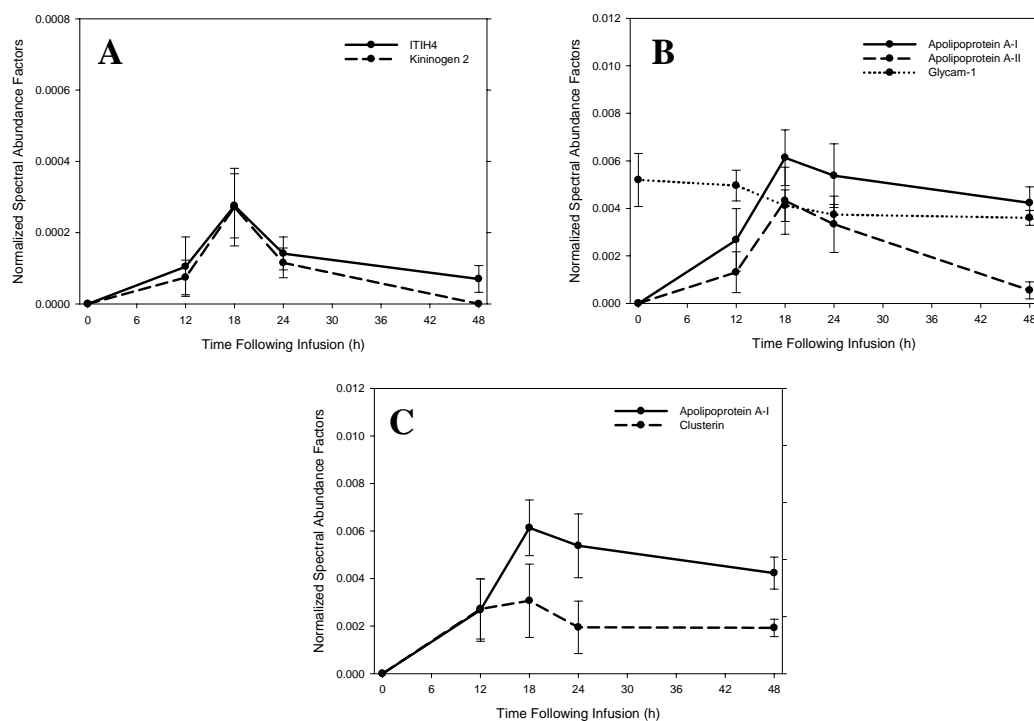 A
ITIH4
Kininogen 2
Normalized Spectral Abundance Factors
0.0008
0.0006
0.0004
0.0002
0.0000
0 6 12 18 24 30 36 42 48
Time Following Infusion (h)
B
Apolipoprotein A-I
Apolipoprotein A-II
Glycam-1
Normalized Spectral Abundance Factors
0.012
0.010
0.008
0.006
0.004
0.002
0.000
0 6 12 18 24 30 36 42 48
Time Following Infusion (h)
C
Apolipoprotein A-I
Clusterin
Normalized Spectral Abundance Factors
0.012
0.010
0.008
0.006
0.004
0.002
0.000
0 6 12 18 24 30 36 42 48
Time Following Infusion (h)